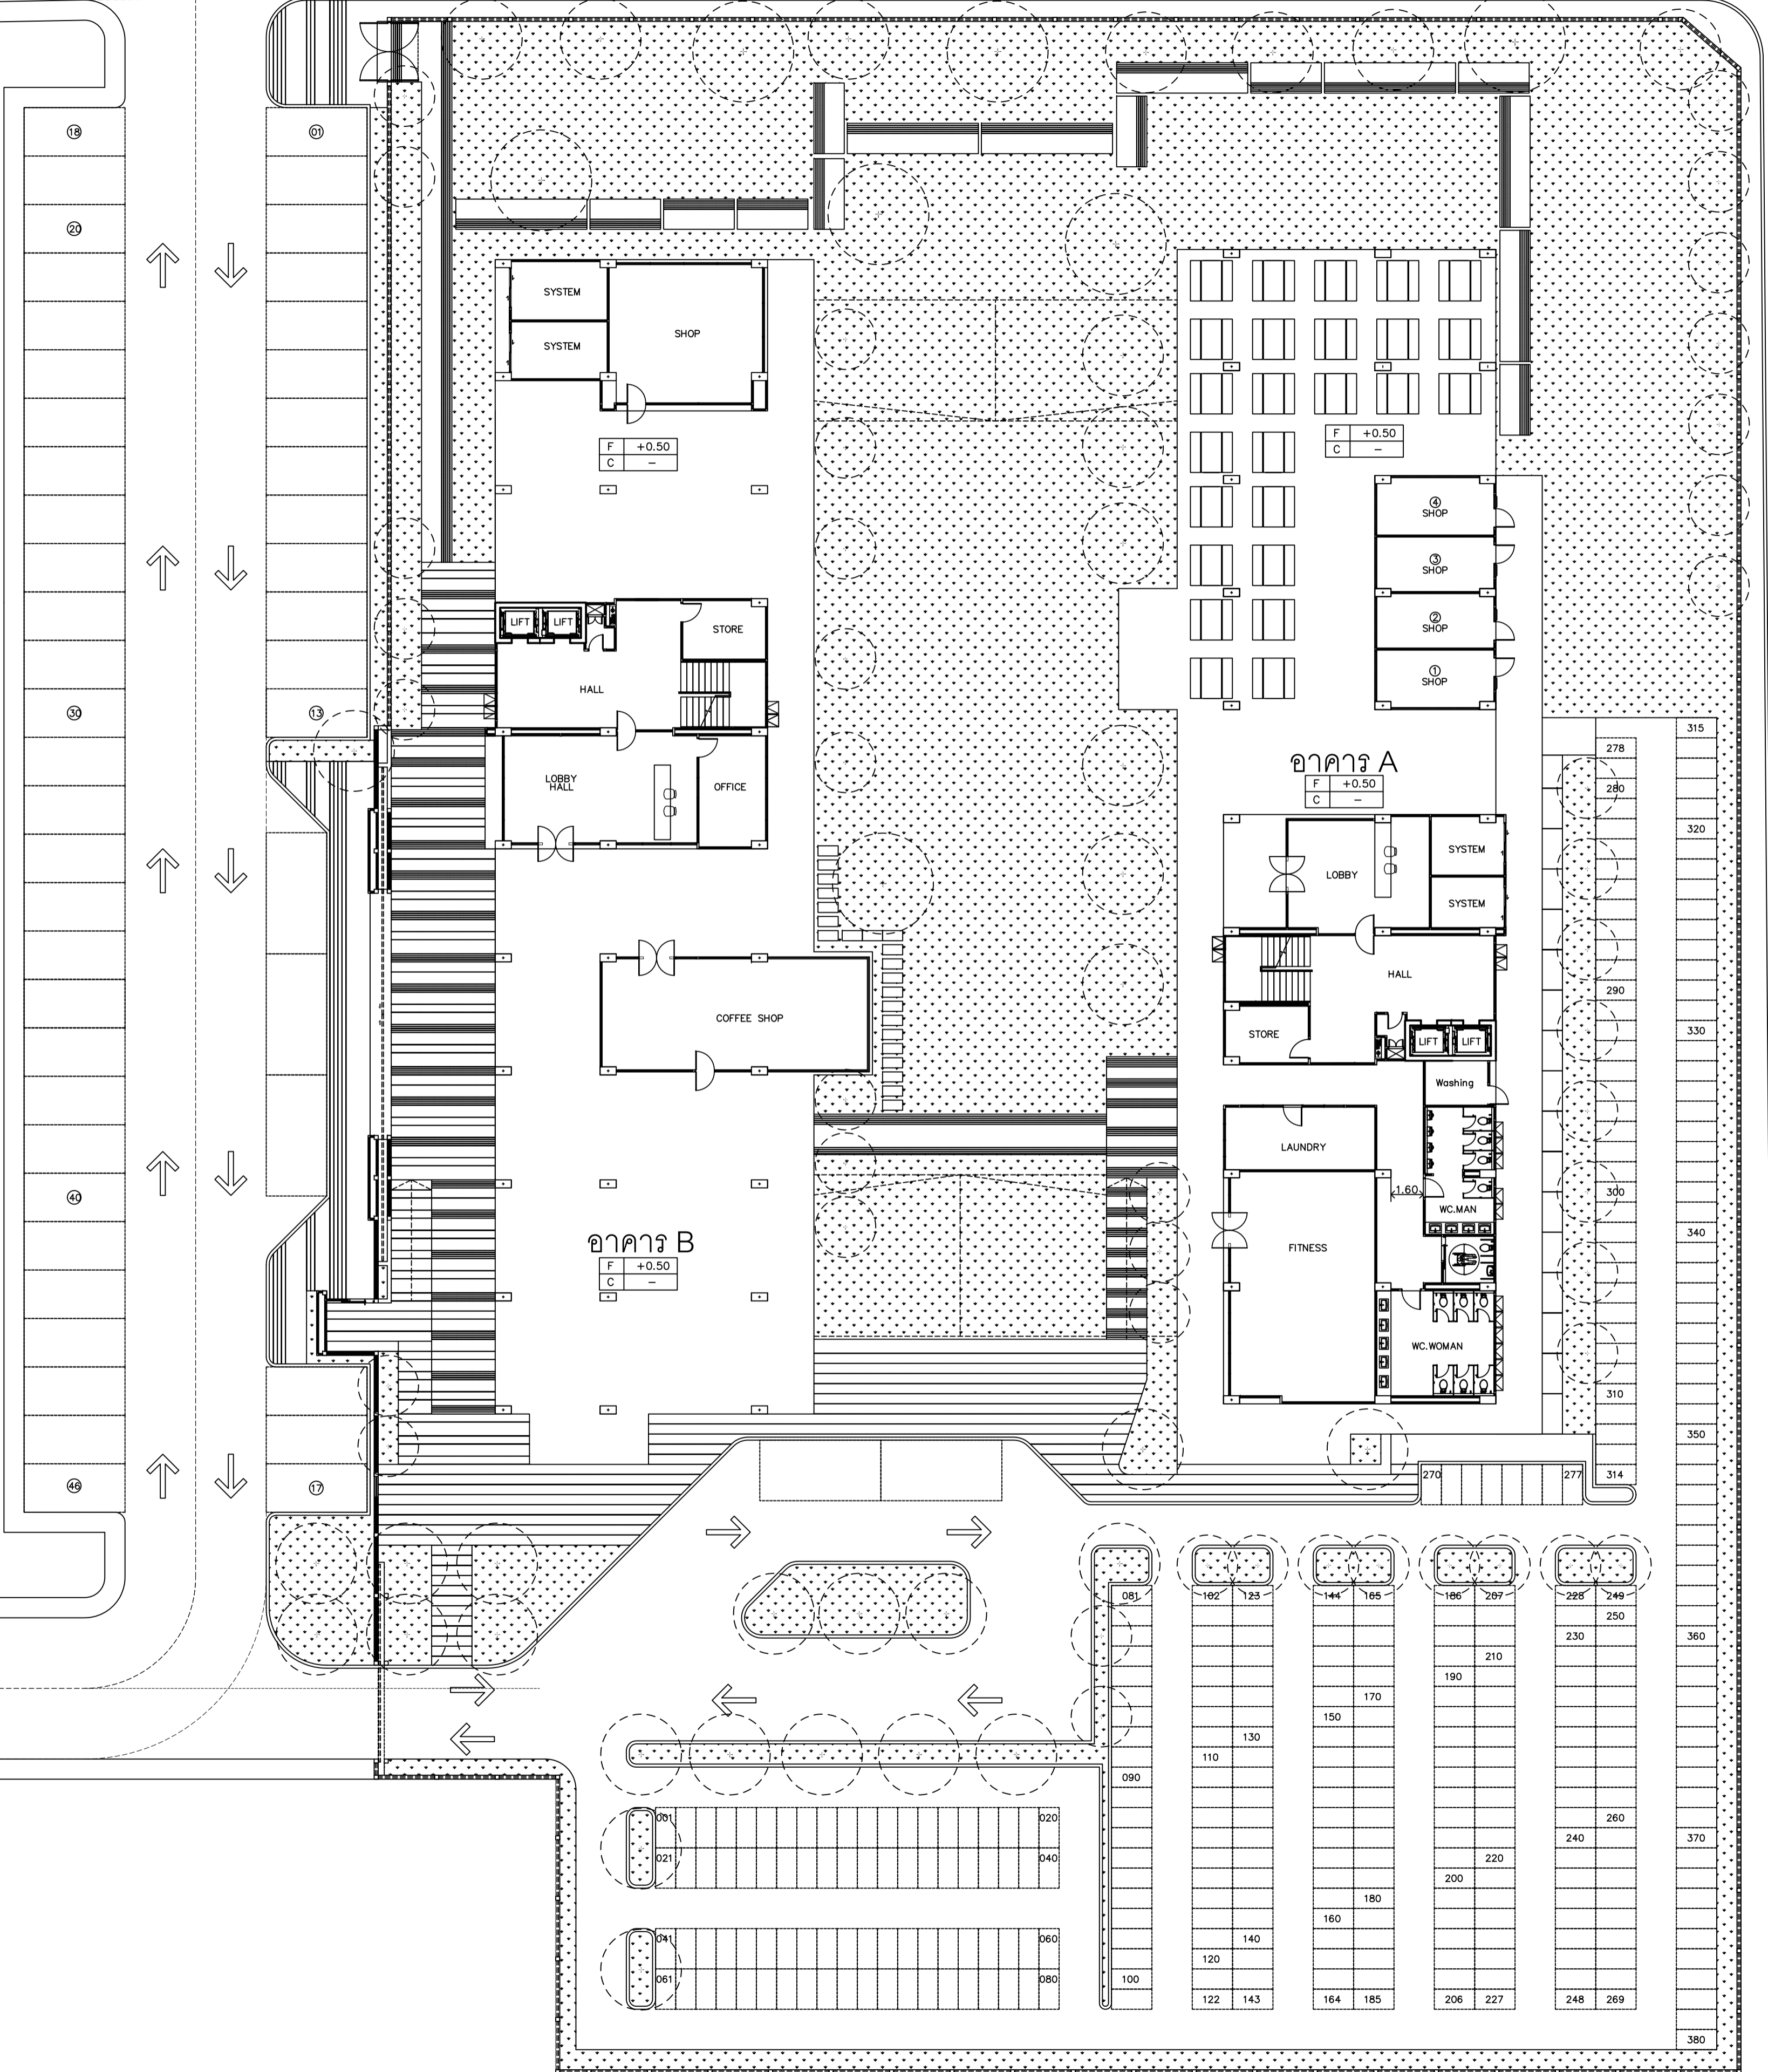 18
01
20
30
13
40
46
17
SYSTEM
SYSTEM
SHOP
F +0.50
C –
LIFT
LIFT
STORE
HALL
LOBBY
HALL
OFFICE
COFFEE SHOP
อาคาร B
F +0.50
C –
F +0.50
C –
4
SHOP
3
SHOP
2
SHOP
1
SHOP
อาคาร A
F +0.50
C –
LOBBY
SYSTEM
SYSTEM
HALL
STORE
LIFT
LIFT
Washing
LAUNDRY
1.60
WC.MAN
FITNESS
WC.WOMAN
315
278
280
320
290
330
300
340
310
350
270
277
314
081
102
123
144
165
186
207
228
249
250
230
360
210
190
170
150
130
110
090
001
020
260
240
370
021
040
220
200
180
160
041
060
140
120
061
080
100
122
143
164
185
206
227
248
269
380